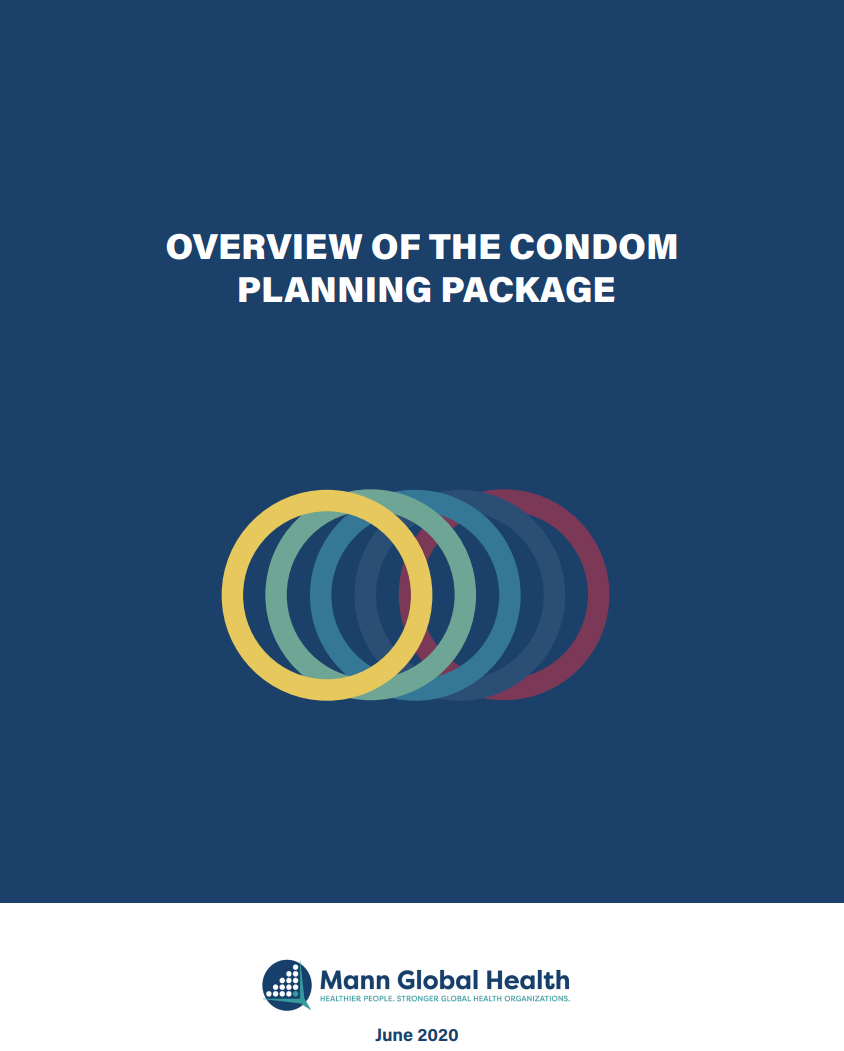 OVERVIEW OF THE CONDOM
PLANNING PACKAGE
Mann Global Health
HEALTHIER PEOPLE. STRONGER GLOBAL HEALTH ORGANIZATIONS.
June 2020